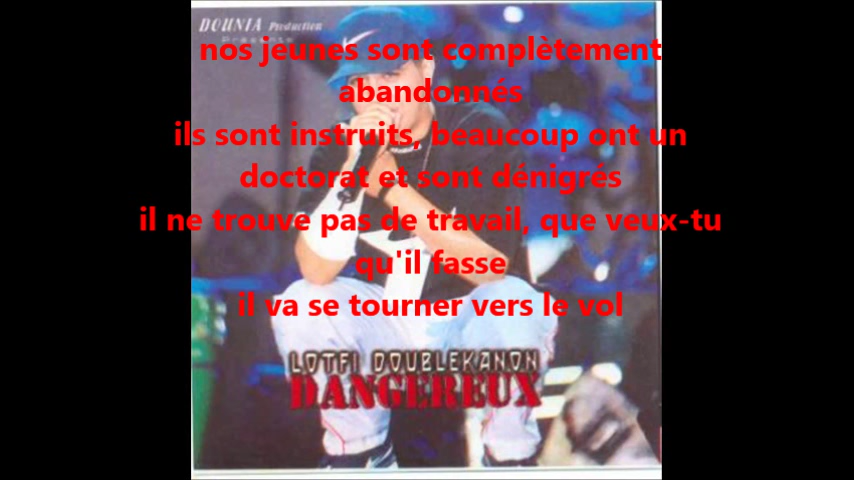 DOUNIA Production
Présente
nos jeunes sont complètement
abandonnés
ils sont instruits, beaucoup ont un
doctorat et sont dénigrés
il ne trouve pas de travail, que veux-tu
qu'il fasse
il va se tourner vers le vol
LOTFI DOUBLEKANON
DANGEREUX